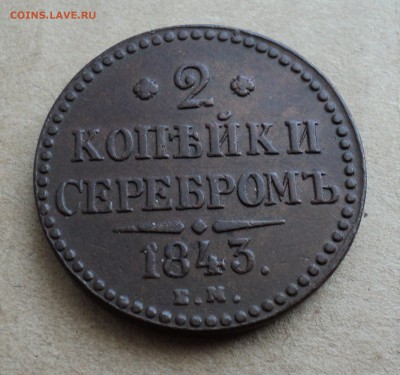 COINS.LAVE.RU
2
КОПѢЙКИ
СЕРЕБРОМЪ
1843.
Е.М.